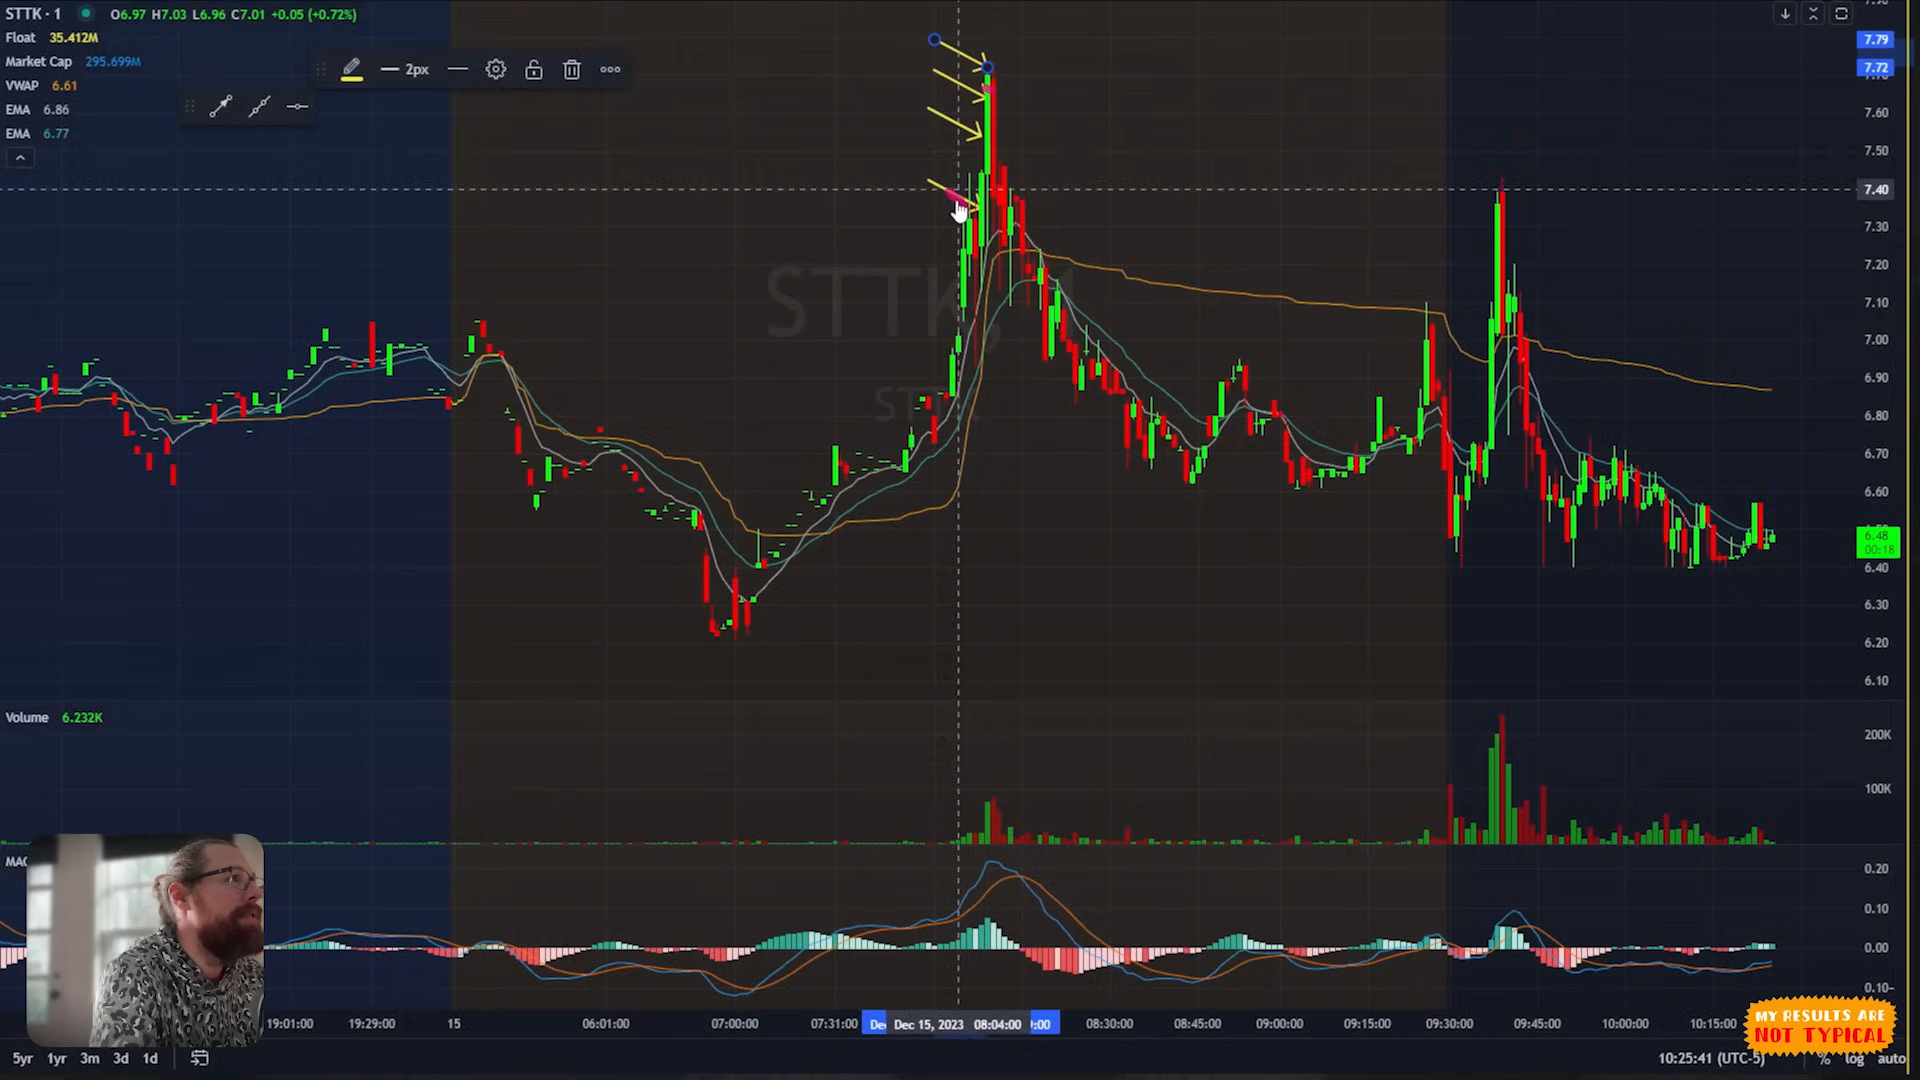 STTK · 1 O6.97 H7.03 L6.96 C7.01 +0.05 (+0.72%)
Float 35.412M
Market Cap 295.699M
VWAP 6.61
EMA 6.86
EMA 6.77
2px
7.79
7.72
7.60
7.50
7.40
7.30
7.20
7.10
7.00
6.90
6.80
6.70
6.60
6.48
00:18
6.40
6.30
6.20
6.10
STTK, 1
Volume 6.232K
200K
100K
0.20
0.10
0.00
0.10-
19:01:00 19:29:00 15 06:01:00 07:00:00 07:31:00 Dec 15, 2023 08:04:00 08:30:00 08:45:00 09:00:00 09:15:00 09:30:00 09:45:00 10:00:00 10:15:00
MY RESULTS ARE
NOT TYPICAL
5yr 1yr 3m 3d 1d 10:25:41 (UTC-5) % log auto